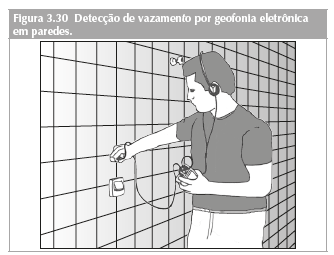 Figura 3.30 Detecção de vazamento por geofonia eletrônica
em paredes.